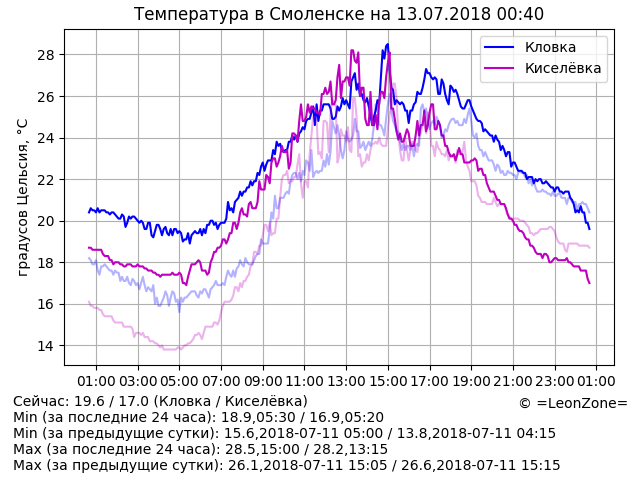 Температура в Смоленске на 13.07.2018 00:40
градусов Цельсия, °C
28
26
24
22
20
18
16
14
Кловка
Киселёвка
01:00 03:00 05:00 07:00 09:00 11:00 13:00 15:00 17:00 19:00 21:00 23:00 01:00
Сейчас: 19.6 / 17.0 (Кловка / Киселёвка)
© =LeonZone=
Min (за последние 24 часа): 18.9,05:30 / 16.9,05:20
Min (за предыдущие сутки): 15.6,2018-07-11 05:00 / 13.8,2018-07-11 04:15
Max (за последние 24 часа): 28.5,15:00 / 28.2,13:15
Max (за предыдущие сутки): 26.1,2018-07-11 15:05 / 26.6,2018-07-11 15:15